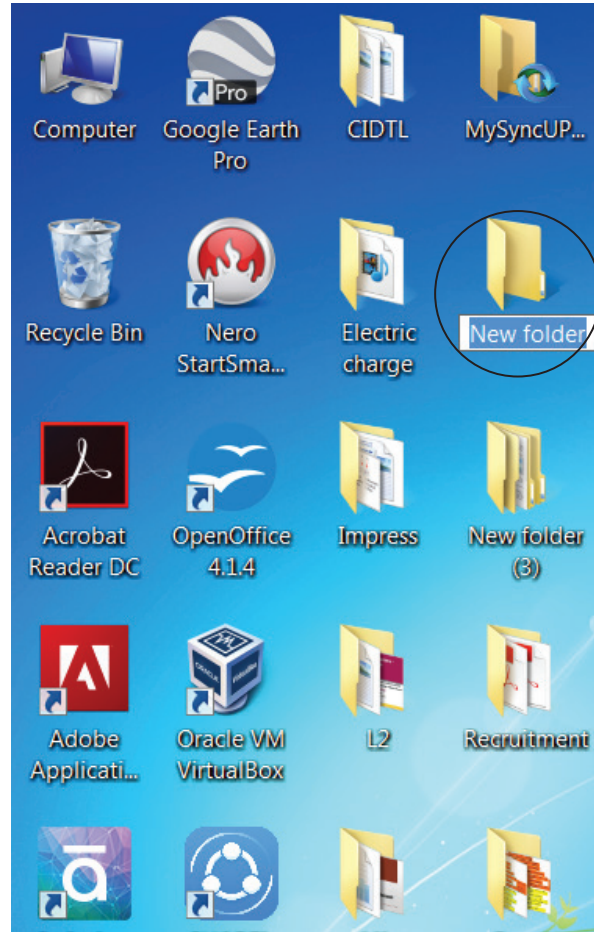 Computer
Pro
Google Earth
Pro
CIDTL
MySyncUP...
Recycle Bin
Nero
StartSma...
Electric
charge
New folder
Acrobat
Reader DC
OpenOffice
4.1.4
Impress
New folder
(3)
Adobe
Applicati...
Oracle VM
VirtualBox
L2
Recruitment
ā